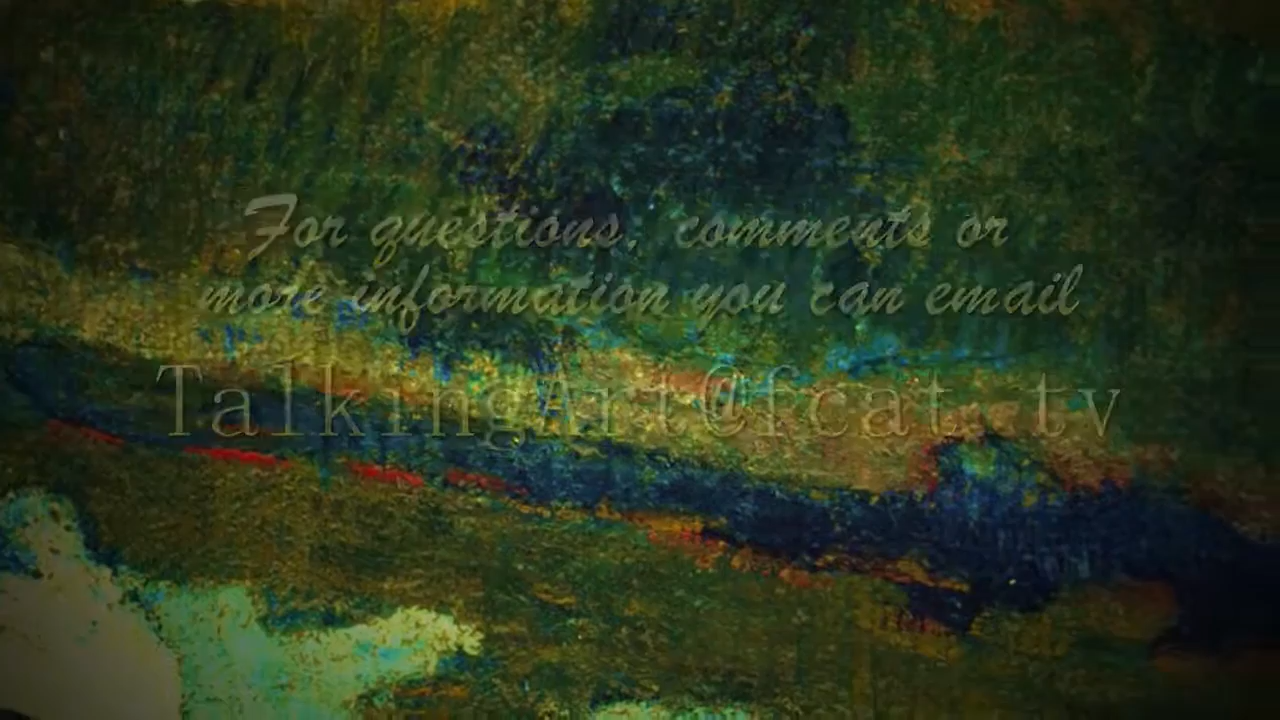 For questions, comments or
more information you can email
TalkingArt@fcat.tv